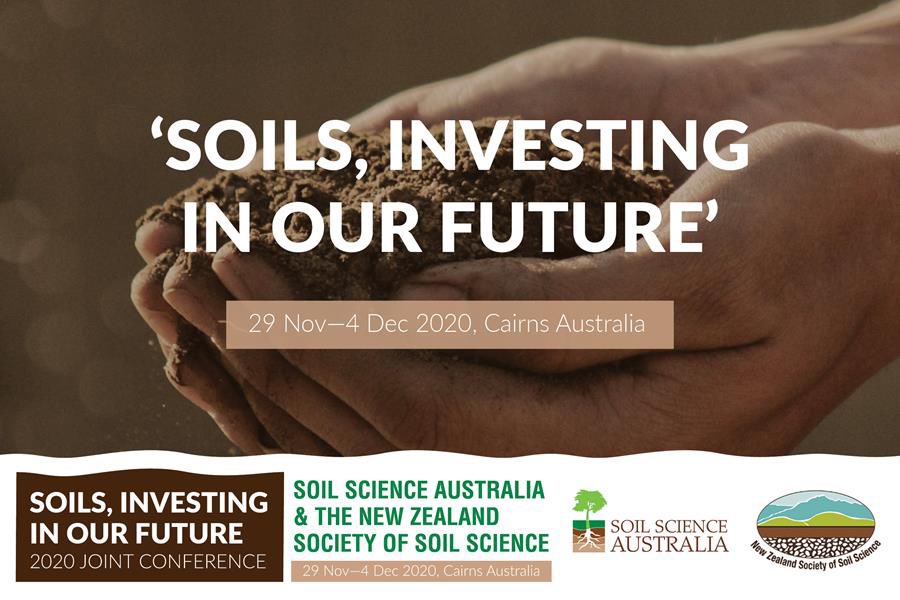 ‘SOILS, INVESTING
IN OUR FUTURE’
29 Nov—4 Dec 2020, Cairns Australia
SOILS, INVESTING
IN OUR FUTURE
2020 JOINT CONFERENCE
SOIL SCIENCE AUSTRALIA
& THE NEW ZEALAND
SOCIETY OF SOIL SCIENCE
29 Nov—4 Dec 2020, Cairns Australia
SOIL SCIENCE
AUSTRALIA
New Zealand Society of Soil Science